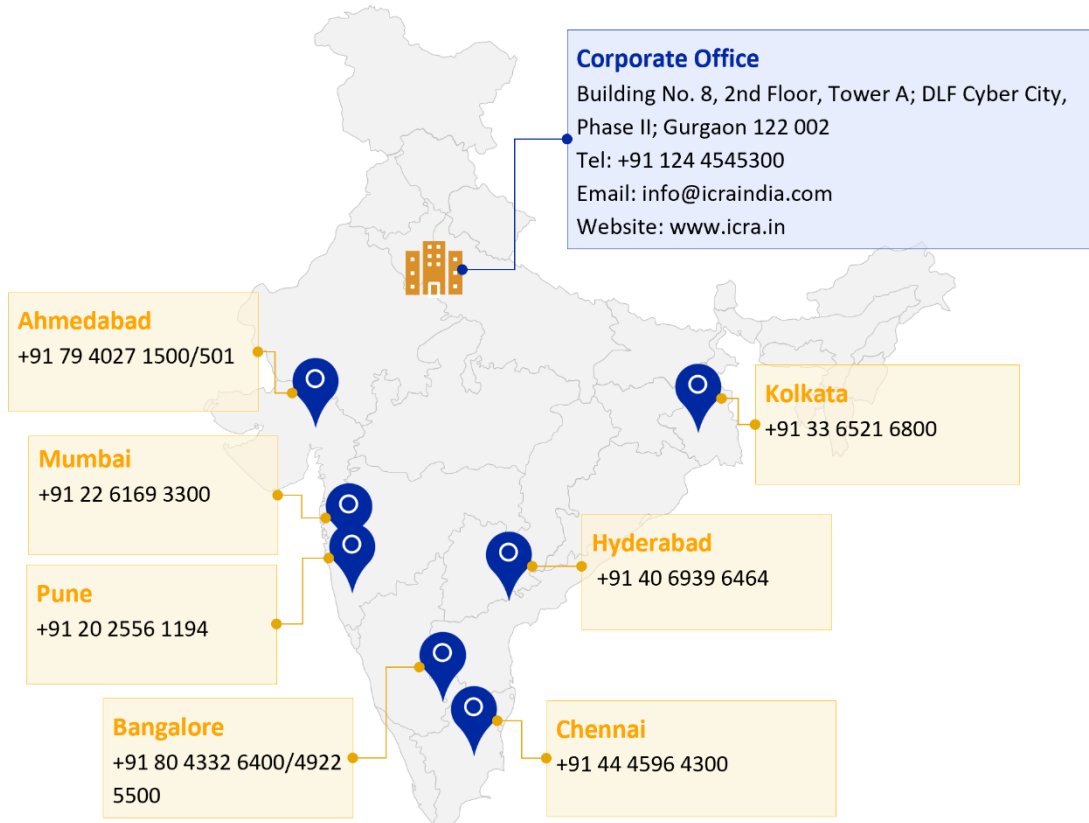 Corporate Office
Building No. 8, 2nd Floor, Tower A; DLF Cyber City,
Phase II; Gurgaon 122 002
Tel: +91 124 4545300
Email: info@icraindia.com
Website: www.icra.in
Ahmedabad
+91 79 4027 1500/501
Kolkata
+91 33 6521 6800
Mumbai
+91 22 6169 3300
Hyderabad
+91 40 6939 6464
Pune
+91 20 2556 1194
Bangalore
+91 80 4332 6400/4922
5500
Chennai
+91 44 4596 4300